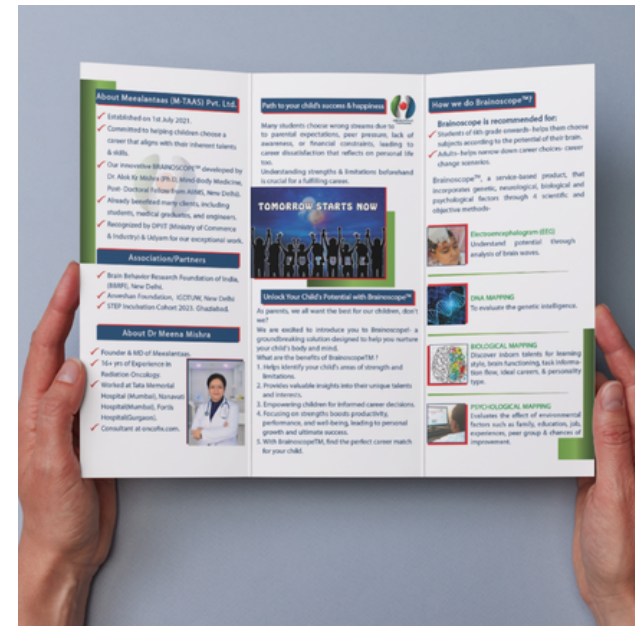 About Meealantaas (M-TAAS) Pvt. Ltd.
Established on 1st July 2021.
Committed to helping children choose a
career that aligns with their inherent talents
& skills.
Our innovative BRAINOSCOPE™ developed by
Dr. Alok Kr Mishra (Ph.D. Mind-Body Medicine,
Post- Doctoral Fellow from AIIMS, New Delhi).
Already benefited many clients, including
students, medical graduates, and engineers.
Recognized by DPIIT (Ministry of Commerce
& Industry) & Udyam for our exceptional work.
Association/Partners
Brain Behavior Research Foundation of India,
(BBRFI), New Delhi.
Anveshan Foundation, IGDTUW, New Delhi
STEP Incubation Cohort 2023. Ghaziabad.
About Dr Meena Mishra
Founder & MD of Meealantaas.
16+ yrs of Experience in
Radiation Oncology.
Worked at Tata Memorial
Hospital (Mumbai), Nanavati
Hospital(Mumbai), Fortis
Hospital(Gurgaon).
Consultant at oncofix.com.
Path to your child's success & happiness
Many students choose wrong streams due to
to parental expectations, peer pressure, lack of
awareness, or financial constraints, leading to
career dissatisfaction that reflects on personal life
too.
Understanding strengths & limitations beforehand
is crucial for a fulfilling career.
TOMORROW STARTS NOW
FUTURE
Unlock Your Child's Potential with Brainoscope™
As parents, we all want the best for our children, don't
we?
We are excited to introduce you to Brainoscope!- a
groundbreaking solution designed to help you nurture
your child's body and mind.
What are the benefits of BrainoscopeTM ?
1. Helps identify your child's areas of strength and
limitations.
2. Provides valuable insights into their unique talents
and interests.
3. Empowering children for informed career decisions.
4. Focusing on strengths boosts productivity,
performance, and well-being, leading to personal
growth and ultimate success.
5. With BrainoscopeTM, find the perfect career match
for your child.
How we do Brainoscope™?
Brainoscope is recommended for:
Students of 6th grade onwards- helps them choose
subjects according to the potential of their brain.
Adults- helps narrow down career choices- career
change scenarios.
Brainoscope™, a service-based product, that
incorporates genetic, neurological, biological and
psychological factors through 4 scientific and
objective methods-
Electroencephalogram (EEG)
Understand potential through
analysis of brain waves.
DNA MAPPING
To evaluate the genetic intelligence.
BIOLOGICAL MAPPING
Discover inborn talents for learning
style, brain functioning, task informa-
tion flow, ideal careers, & personality
type.
PSYCHOLOGICAL MAPPING
Evaluates the effect of environmental
factors such as family, education, job,
experiences, peer group & chances of
improvement.